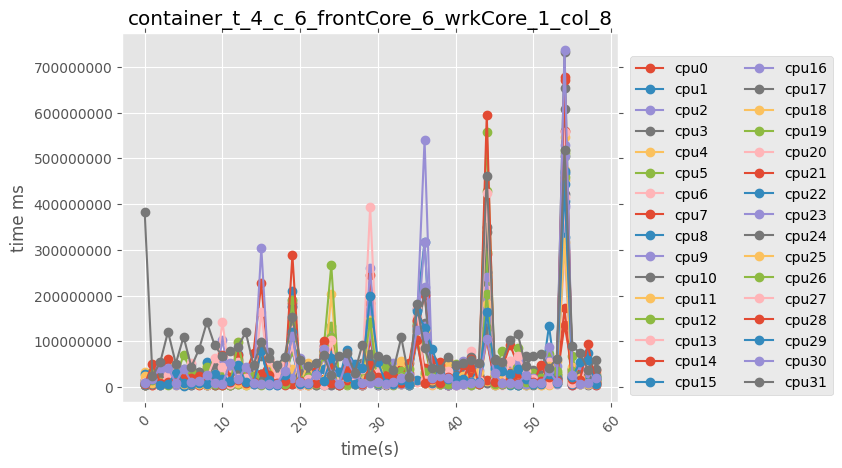 container_t_4_c_6_frontCore_6_wrkCore_1_col_8
time ms
700000000
600000000
500000000
400000000
300000000
200000000
100000000
0
0
10
20
30
40
50
60
time(s)
cpu0
cpu1
cpu2
cpu3
cpu4
cpu5
cpu6
cpu7
cpu8
cpu9
cpu10
cpu11
cpu12
cpu13
cpu14
cpu15
cpu16
cpu17
cpu18
cpu19
cpu20
cpu21
cpu22
cpu23
cpu24
cpu25
cpu26
cpu27
cpu28
cpu29
cpu30
cpu31